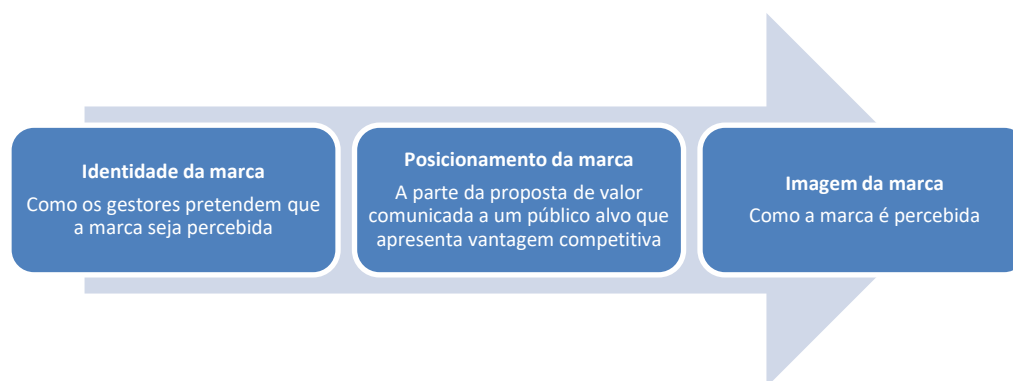 Identidade da marca
Como os gestores pretendem que
a marca seja percebida
Posicionamento da marca
A parte da proposta de valor
comunicada a um público alvo que
apresenta vantagem competitiva
Imagem da marca
Como a marca é percebida